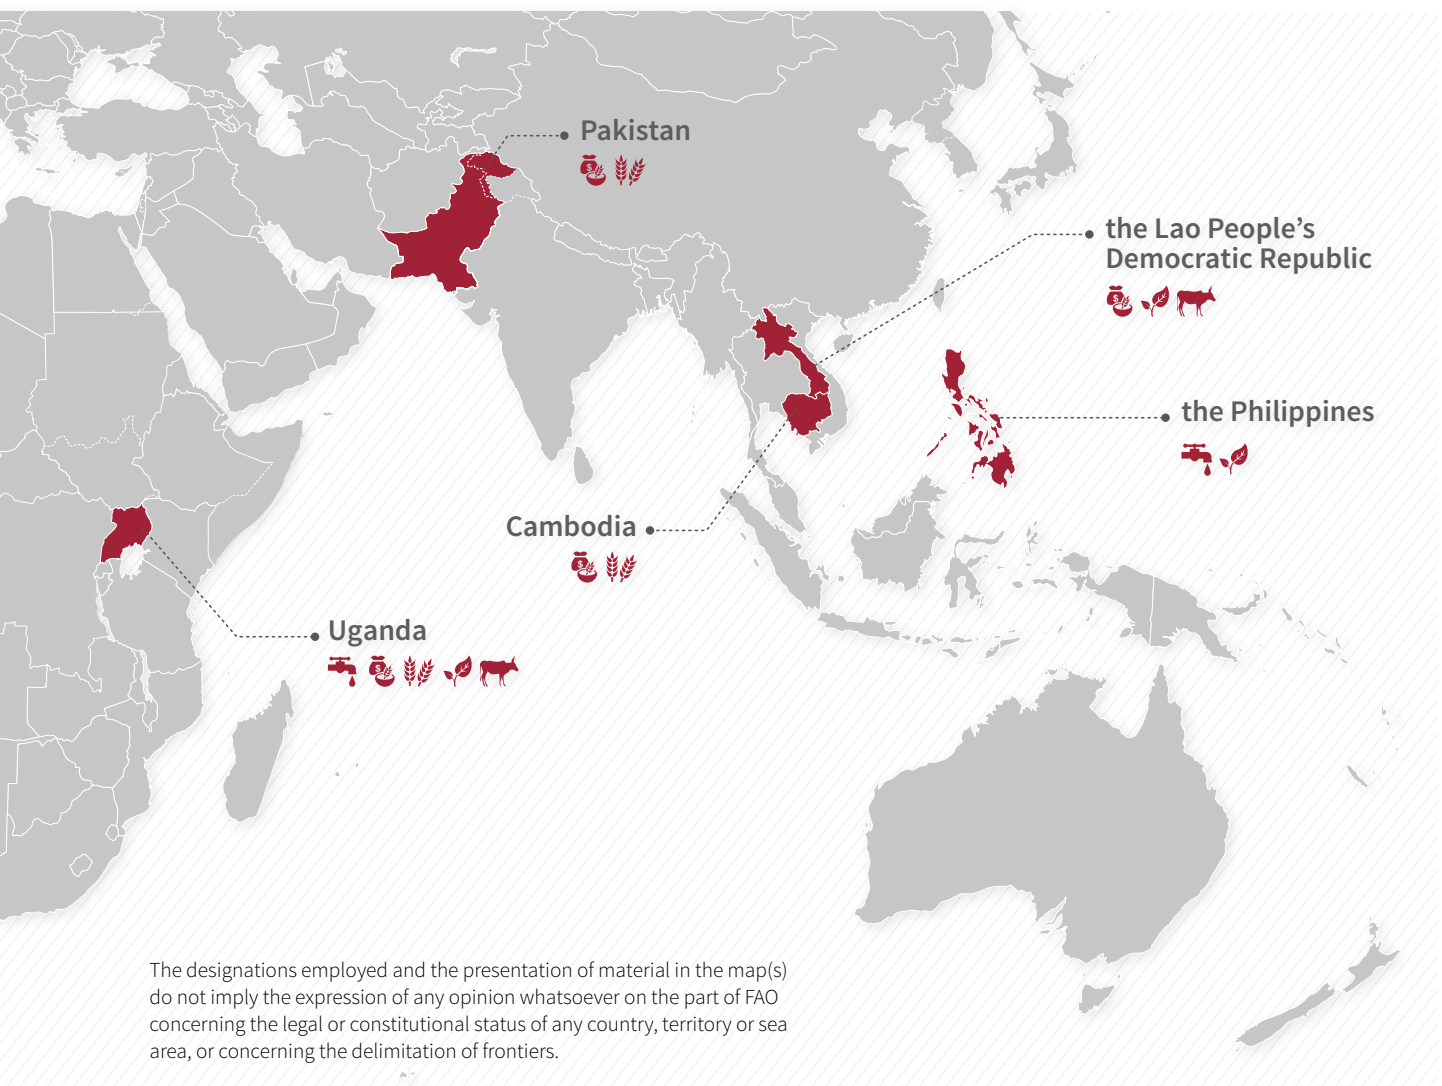 Pakistan
the Lao People’s
Democratic Republic
the Philippines
Cambodia
Uganda
The designations employed and the presentation of material in the map(s)
do not imply the expression of any opinion whatsoever on the part of FAO
concerning the legal or constitutional status of any country, territory or sea
area, or concerning the delimitation of frontiers.